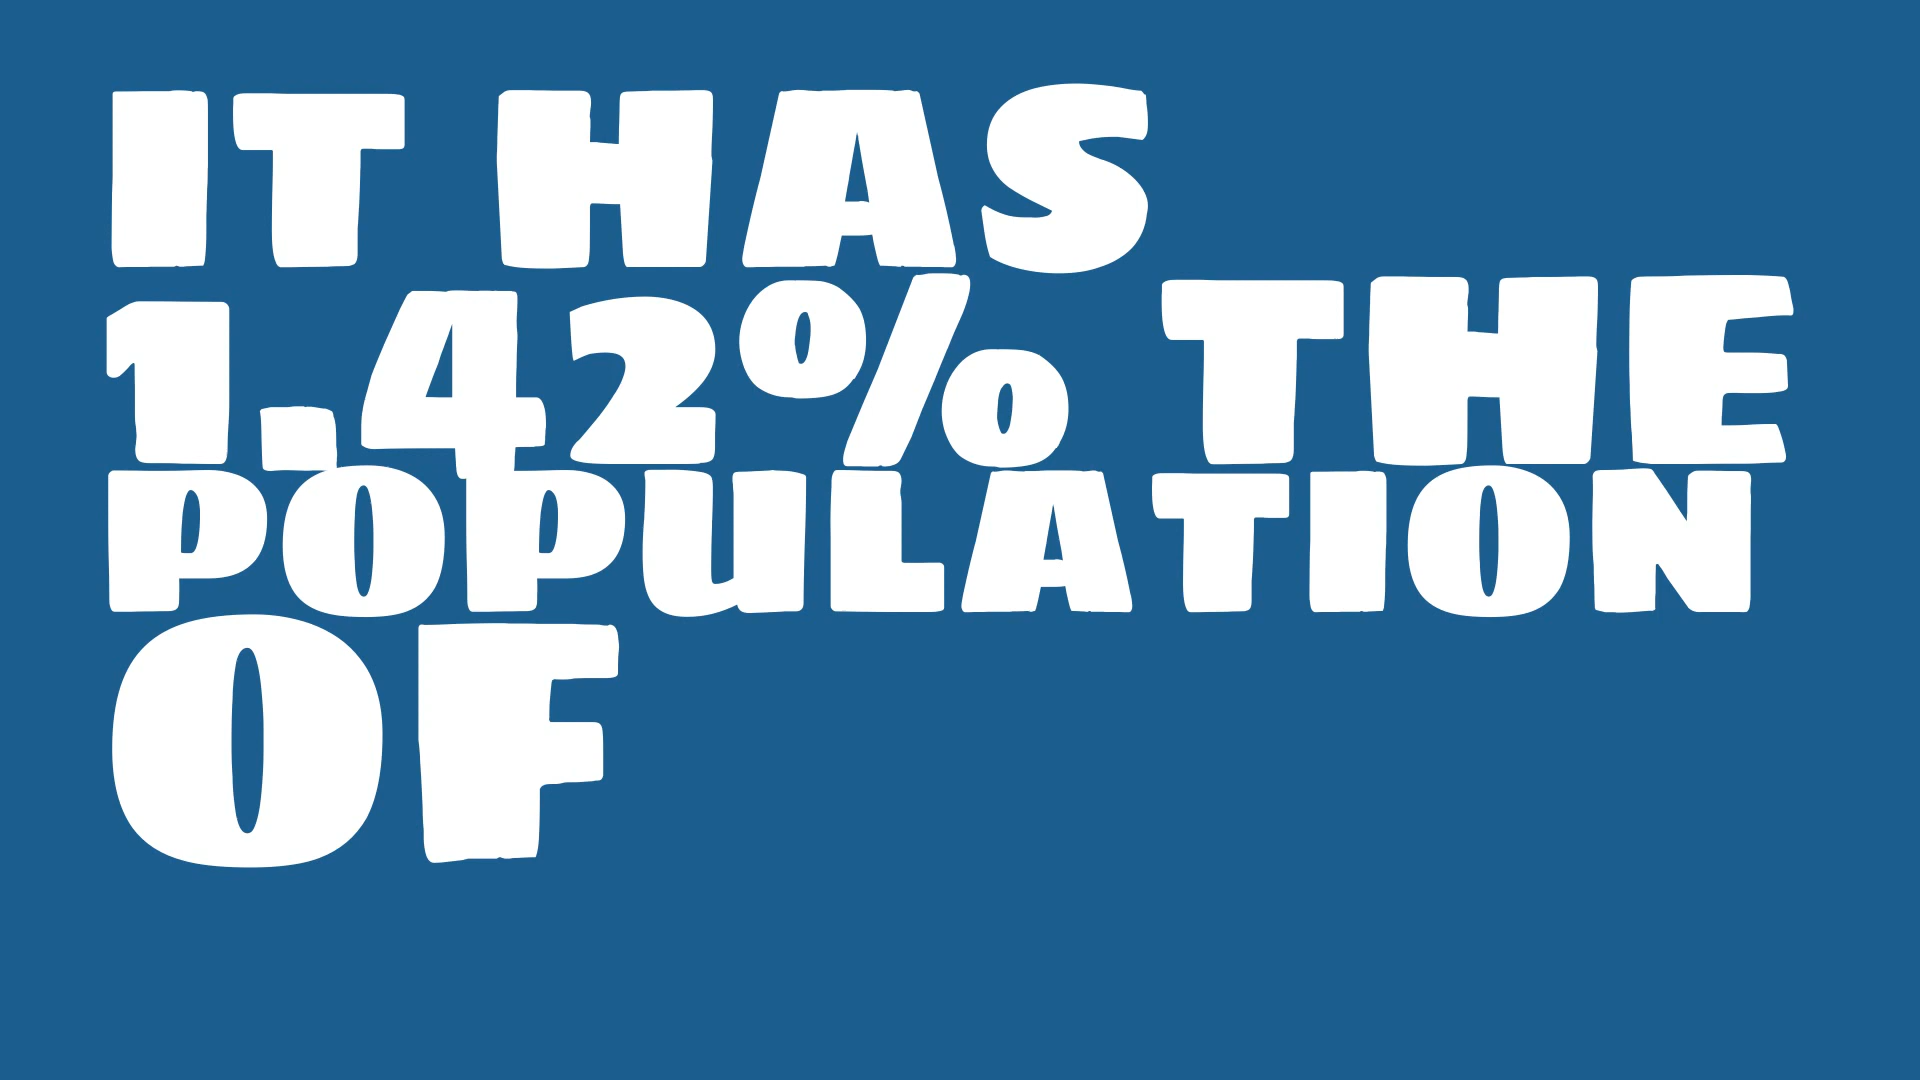 IT HAS
1.42% THE
POPULATION
OF